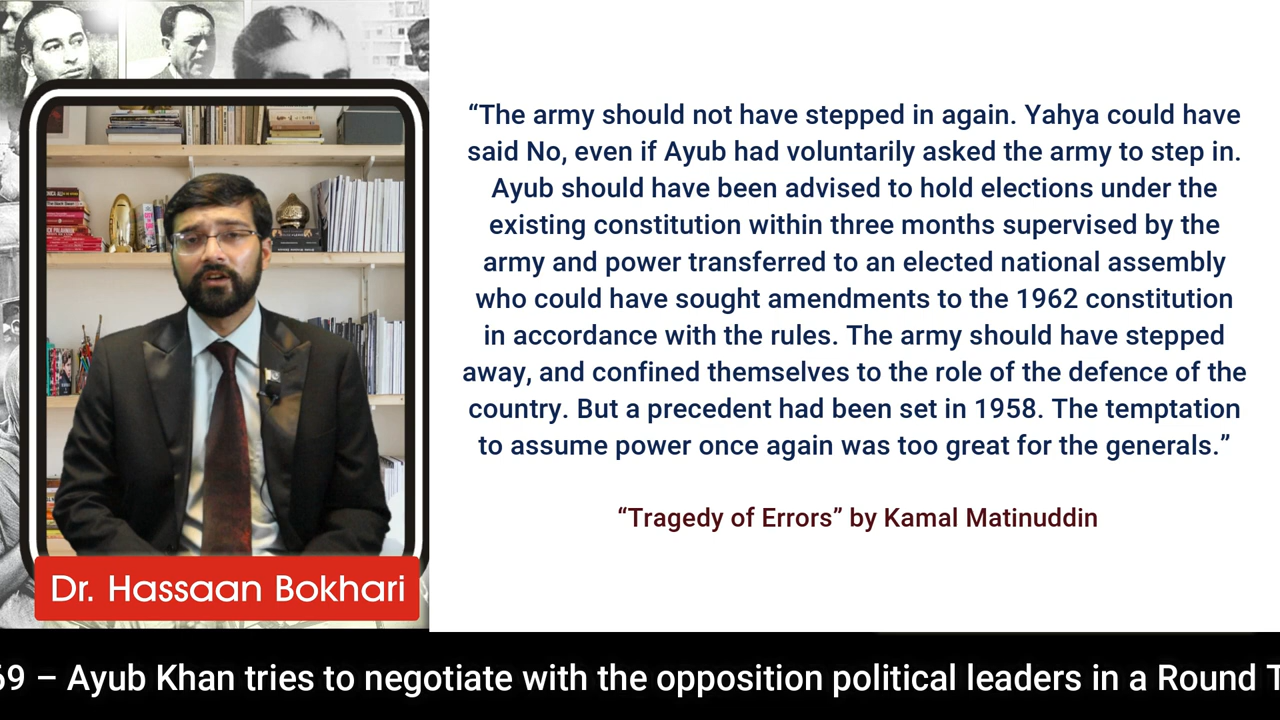 “The army should not have stepped in again. Yahya could have
said No, even if Ayub had voluntarily asked the army to step in.
Ayub should have been advised to hold elections under the
existing constitution within three months supervised by the
army and power transferred to an elected national assembly
who could have sought amendments to the 1962 constitution
in accordance with the rules. The army should have stepped
away, and confined themselves to the role of the defence of the
country. But a precedent had been set in 1958. The temptation
to assume power once again was too great for the generals.”
“Tragedy of Errors” by Kamal Matinuddin
Dr. Hassaan Bokhari
69 – Ayub Khan tries to negotiate with the opposition political leaders in a Round